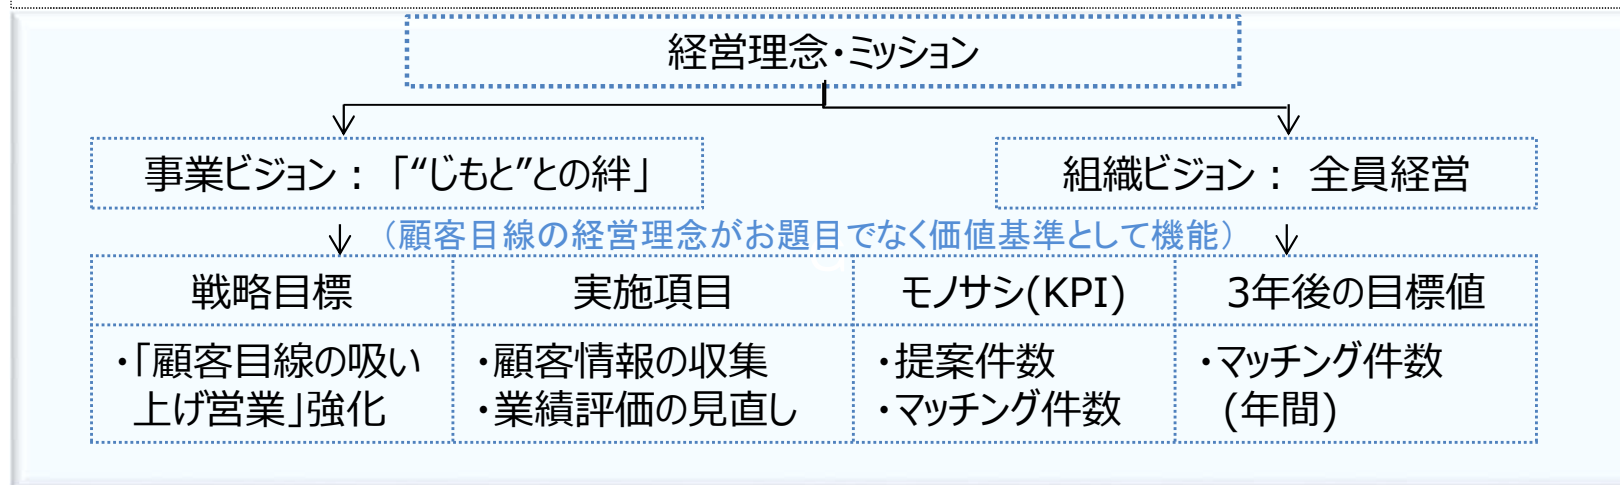 経営理念・ミッション
事業ビジョン：「“じもと”との絆」
組織ビジョン： 全員経営
（顧客目線の経営理念がお題目でなく価値基準として機能）
戦略目標
実施項目
モノサシ(KPI)
3年後の目標値
・「顧客目線の吸い
上げ営業」強化
・顧客情報の収集
・業績評価の見直し
・提案件数
・マッチング件数
・マッチング件数
(年間)